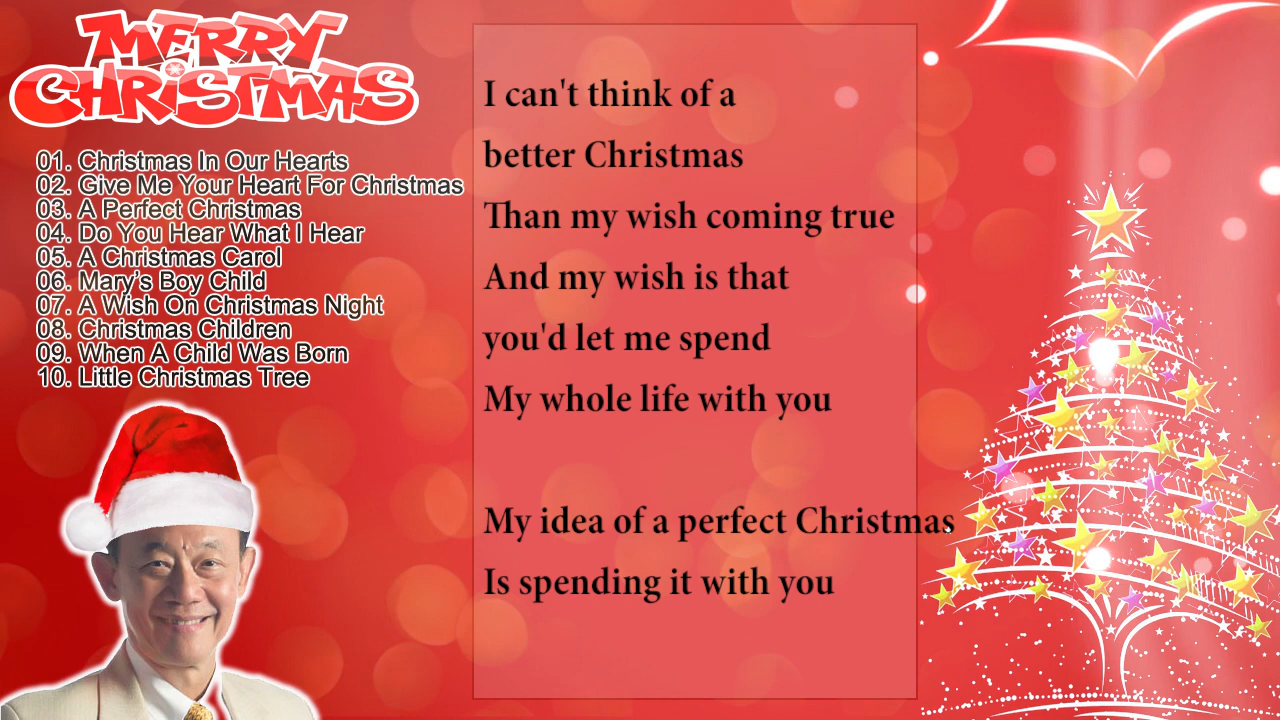 MERRY
CHRISTMAS
01. Christmas In Our Hearts
02. Give Me Your Heart For Christmas
03. A Perfect Christmas
04. Do You Hear What I Hear
05. A Christmas Carol
06. Mary's Boy Child
07. A Wish On Christmas Night
08. Christmas Children
09. When A Child Was Born
10. Little Christmas Tree
I can't think of a
better Christmas
Than my wish coming true
And my wish is that
you'd let me spend
My whole life with you
My idea of a perfect Christmas
Is spending it with you